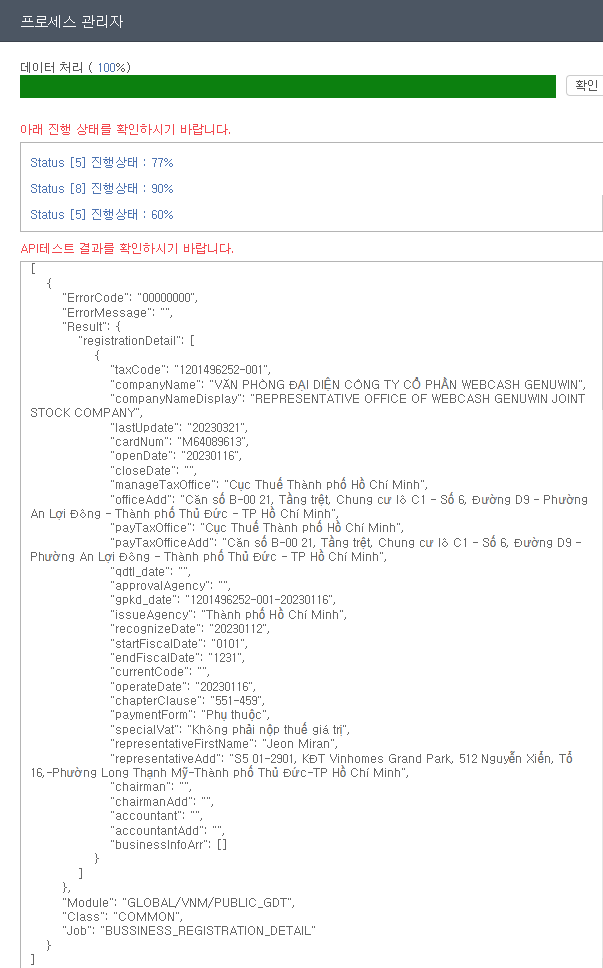 프로세스 관리자
데이터 처리 ( 100%)
확인
아래 진행 상태를 확인하시기 바랍니다.
Status [5] 진행상태 : 77%
Status [8] 진행상태 : 90%
Status [5] 진행상태 : 60%
API테스트 결과를 확인하시기 바랍니다.
[
{
"ErrorCode": "00000000",
"ErrorMessage": "",
"Result": {
"registrationDetail": [
{
"taxCode": "1201496252-001",
"companyName": "VĂN PHÒNG ĐẠI DIỆN CÔNG TY CỔ PHẦN WEBCASH GENUWIN",
"companyNameDisplay": "REPRESENTATIVE OFFICE OF WEBCASH GENUWIN JOINT
STOCK COMPANY",
"lastUpdate": "20230321",
"cardNum": "M64089613",
"openDate": "20230116",
"closeDate": "",
"manageTaxOffice": "Cục Thuế Thành phố Hồ Chí Minh",
"officeAdd": "Căn số B-00 21, Tầng trệt, Chung cư lô C1 - Số 6, Đường D9 - Phường
An Lợi Đông - Thành phố Thủ Đức - TP Hồ Chí Minh",
"payTaxOffice": "Cục Thuế Thành phố Hồ Chí Minh",
"payTaxOfficeAdd": "Căn số B-00 21, Tầng trệt, Chung cư lô C1 - Số 6, Đường D9 -
Phường An Lợi Đông - Thành phố Thủ Đức - TP Hồ Chí Minh",
"qdtl_date": "",
"approvalAgency": "",
"gpkd_date": "1201496252-001-20230116",
"issueAgency": "Thành phố Hồ Chí Minh",
"recognizeDate": "20230112",
"startFiscalDate": "0101",
"endFiscalDate": "1231",
"currentCode": "",
"operateDate": "20230116",
"chapterClause": "551-459",
"paymentForm": "Phụ thuộc",
"specialVat": "Không phải nộp thuế giá trị",
"representativeFirstName": "Jeon Miran",
"representativeAdd": "S5 01-2901, KĐT Vinhomes Grand Park, 512 Nguyễn Xiển, Tổ
16,-Phường Long Thạnh Mỹ-Thành phố Thủ Đức-TP Hồ Chí Minh",
"chairman": "",
"chairmanAdd": "",
"accountant": "",
"accountantAdd": "",
"businessInfoArr": []
}
]
},
"Module": "GLOBAL/VNM/PUBLIC_GDT",
"Class": "COMMON",
"Job": "BUSSINESS_REGISTRATION_DETAIL"
}
]